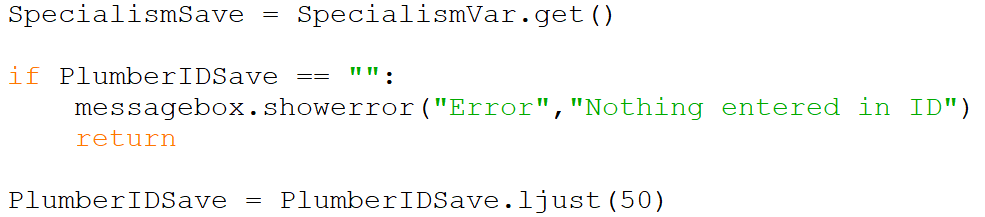 SpecialismSave = SpecialismVar.get()
if PlumberIDSave == "":
    messagebox.showerror("Error","Nothing entered in ID")
    return
PlumberIDSave = PlumberIDSave.ljust(50)